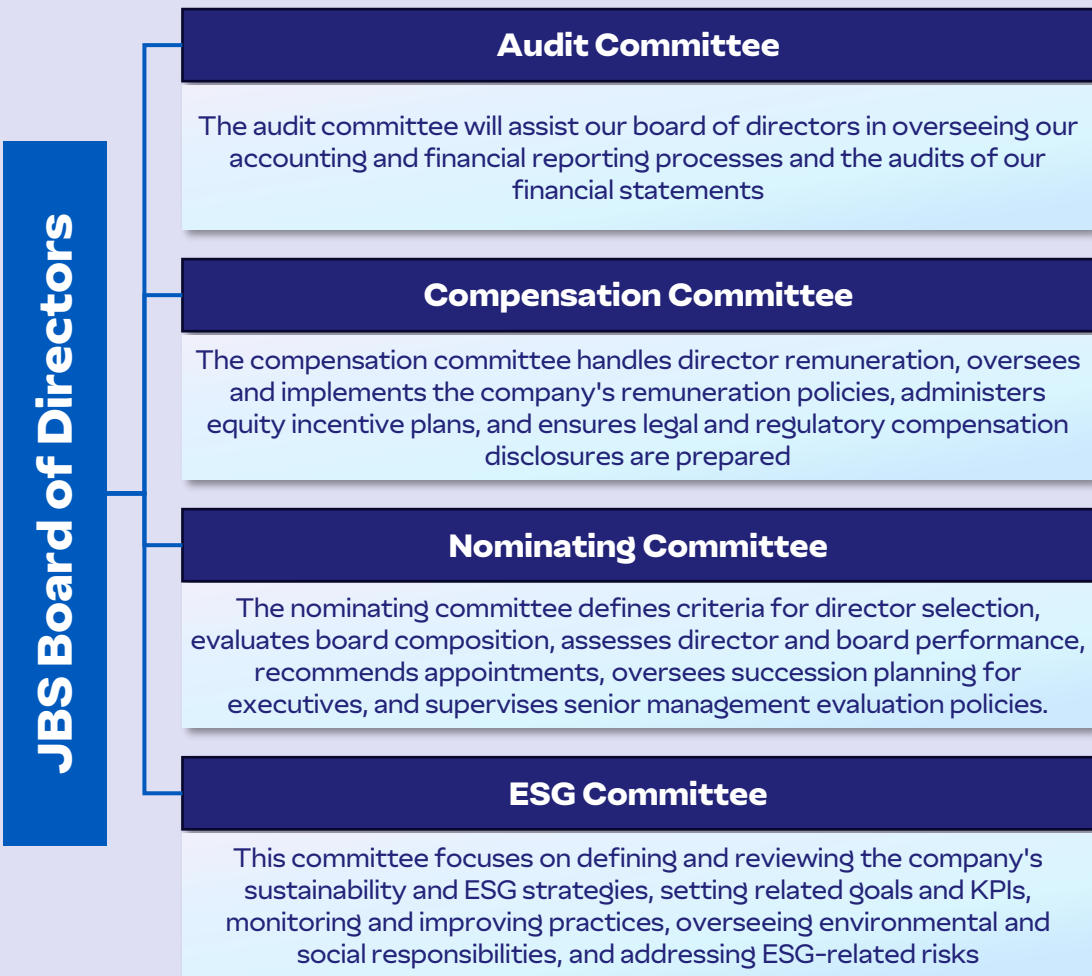 JBS Board of Directors
Audit Committee
The audit committee will assist our board of directors in overseeing our
accounting and financial reporting processes and the audits of our
financial statements
Compensation Committee
The compensation committee handles director remuneration, oversees
and implements the company's remuneration policies, administers
equity incentive plans, and ensures legal and regulatory compensation
disclosures are prepared
Nominating Committee
The nominating committee defines criteria for director selection,
evaluates board composition, assesses director and board performance,
recommends appointments, oversees succession planning for
executives, and supervises senior management evaluation policies.
ESG Committee
This committee focuses on defining and reviewing the company's
sustainability and ESG strategies, setting related goals and KPIs,
monitoring and improving practices, overseeing environmental and
social responsibilities, and addressing ESG-related risks